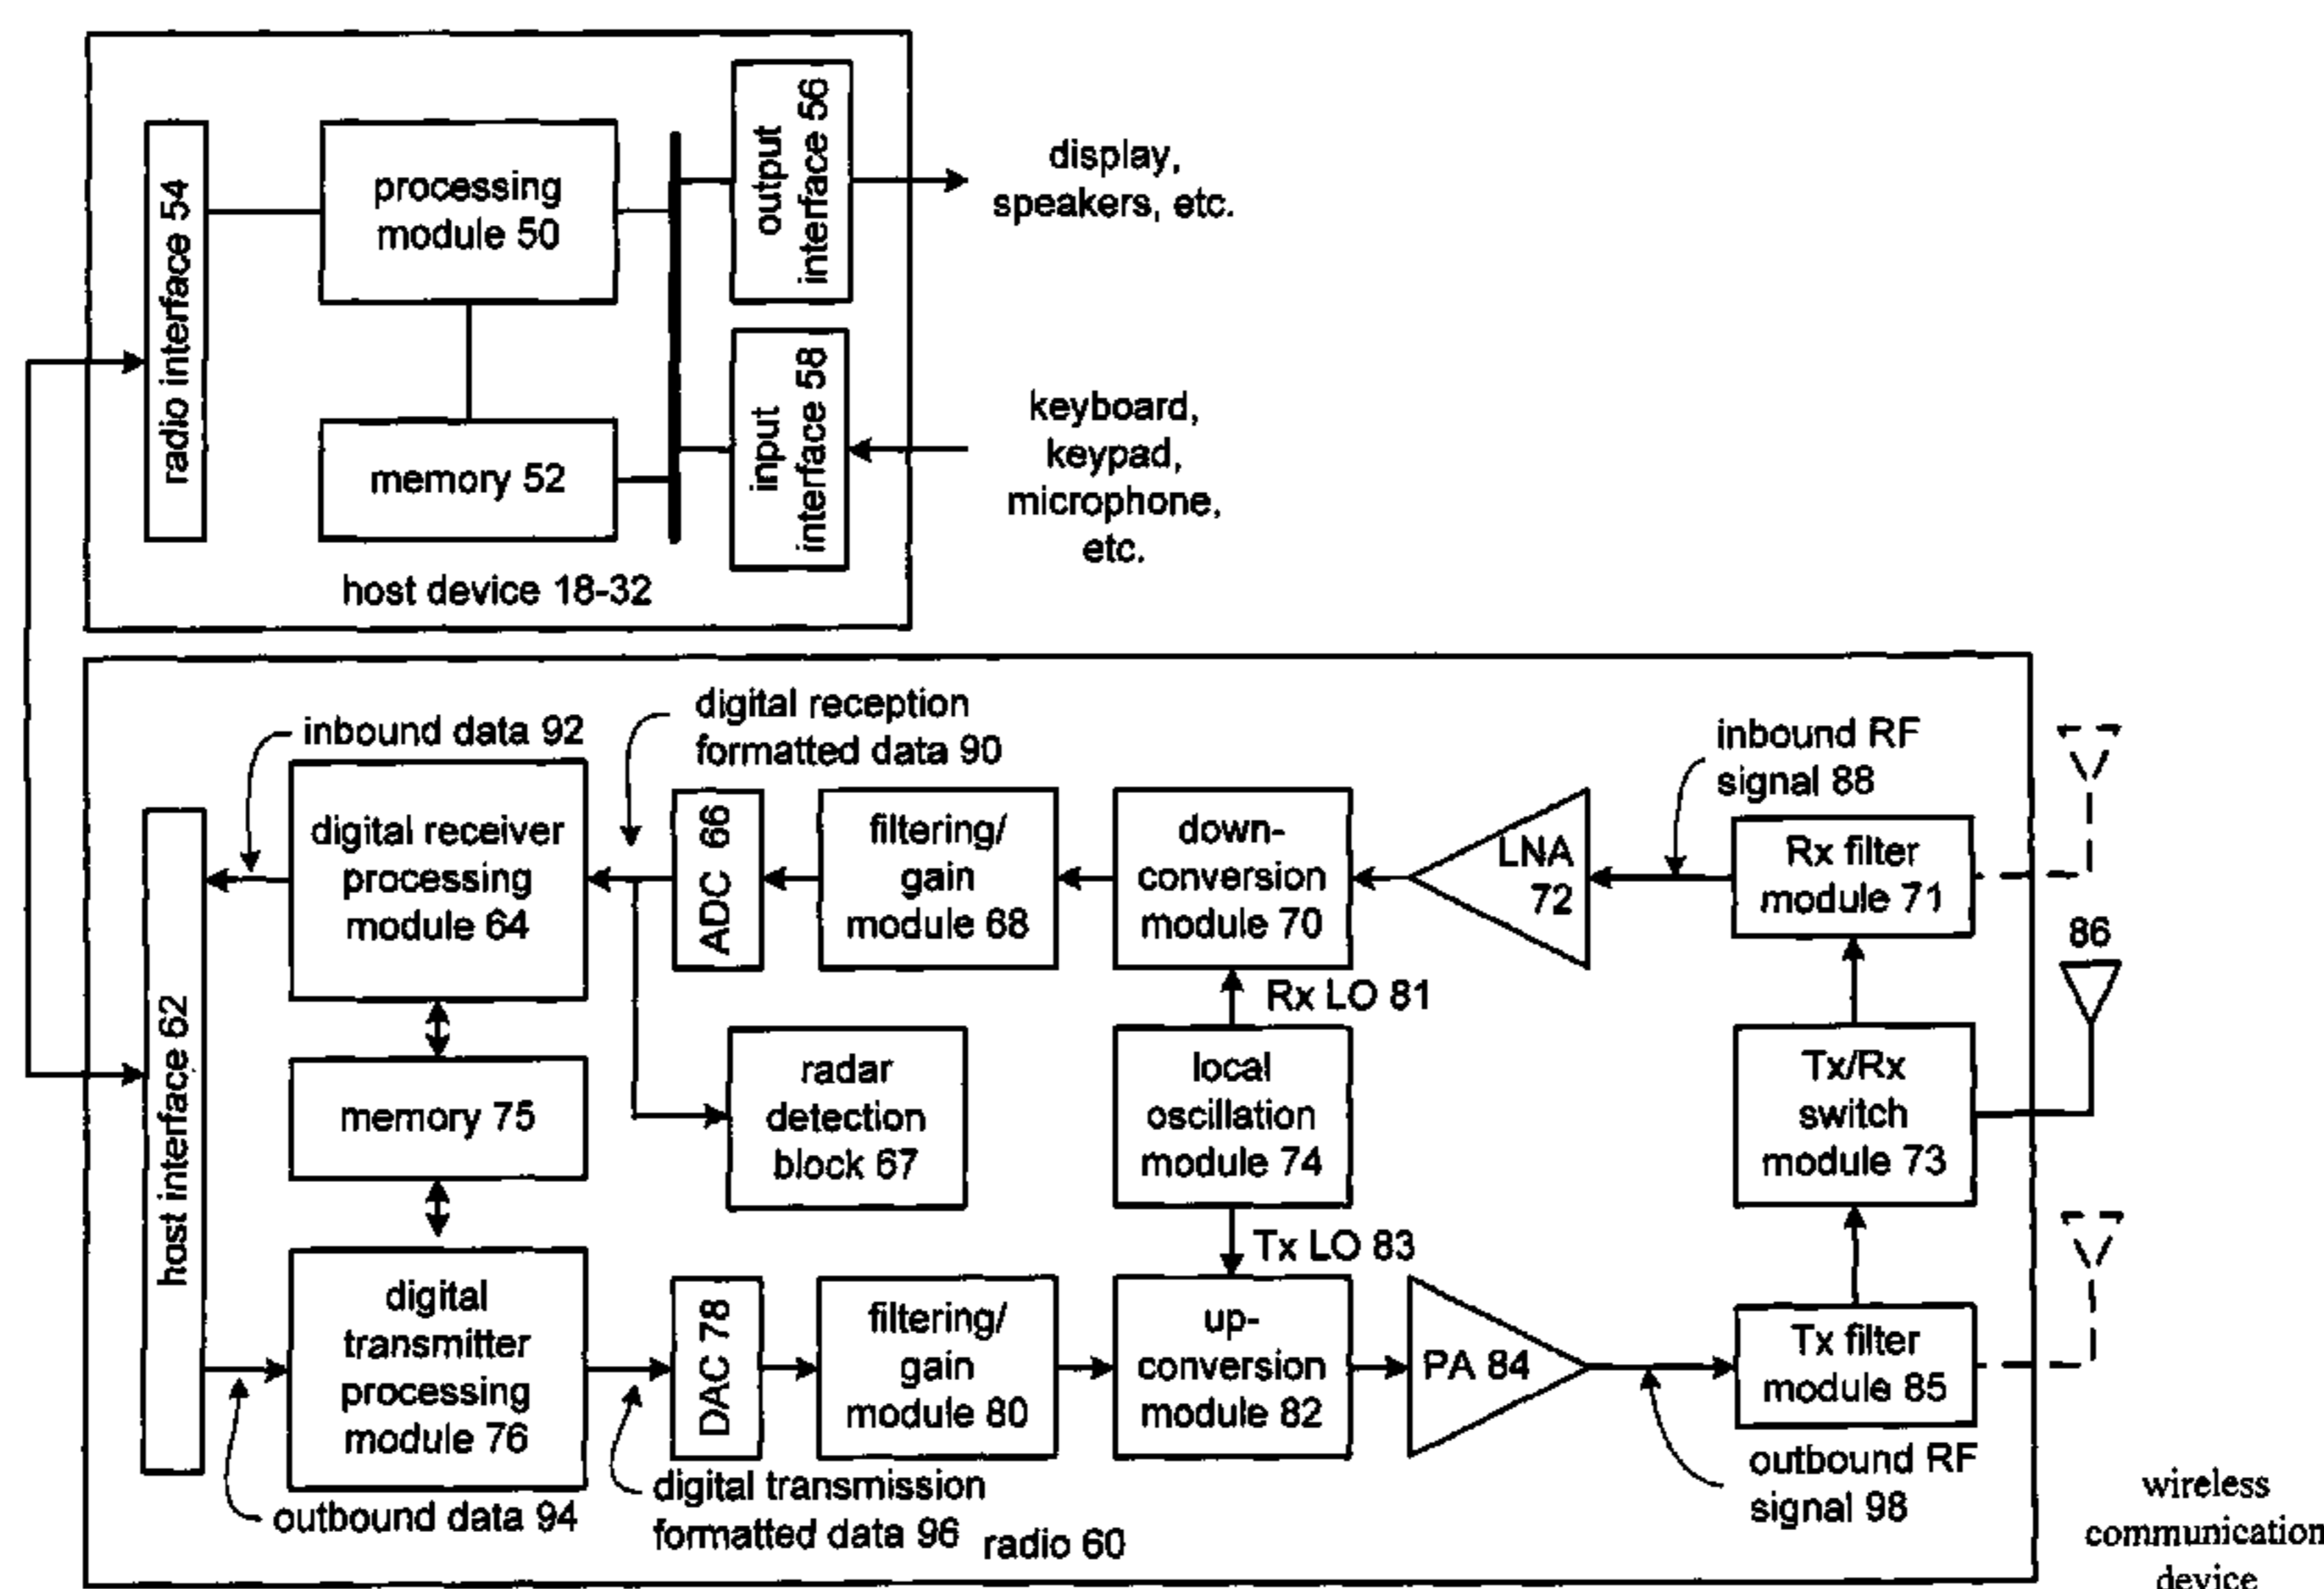 radio interface 54
processing
module 50
memory 52
output
interface 56
input
interface 58
display,
speakers, etc.
keyboard,
keypad,
microphone,
etc.
host device 18-32
inbound data 92
digital reception
formatted data 90
inbound RF
signal 88
host interface 62
digital receiver
processing
module 64
ADC 66
filtering/
gain
module 68
down-
conversion
module 70
LNA
72
Rx filter
module 71
86
Rx LO 81
memory 75
radar
detection
block 67
local
oscillation
module 74
Tx/Rx
switch
module 73
Tx LO 83
digital
transmitter
processing
module 76
DAC 78
filtering/
gain
module 80
up-
conversion
module 82
PA 84
Tx filter
module 85
outbound data 94
digital transmission
formatted data 96
radio 60
outbound RF
signal 98
wireless
communication
device